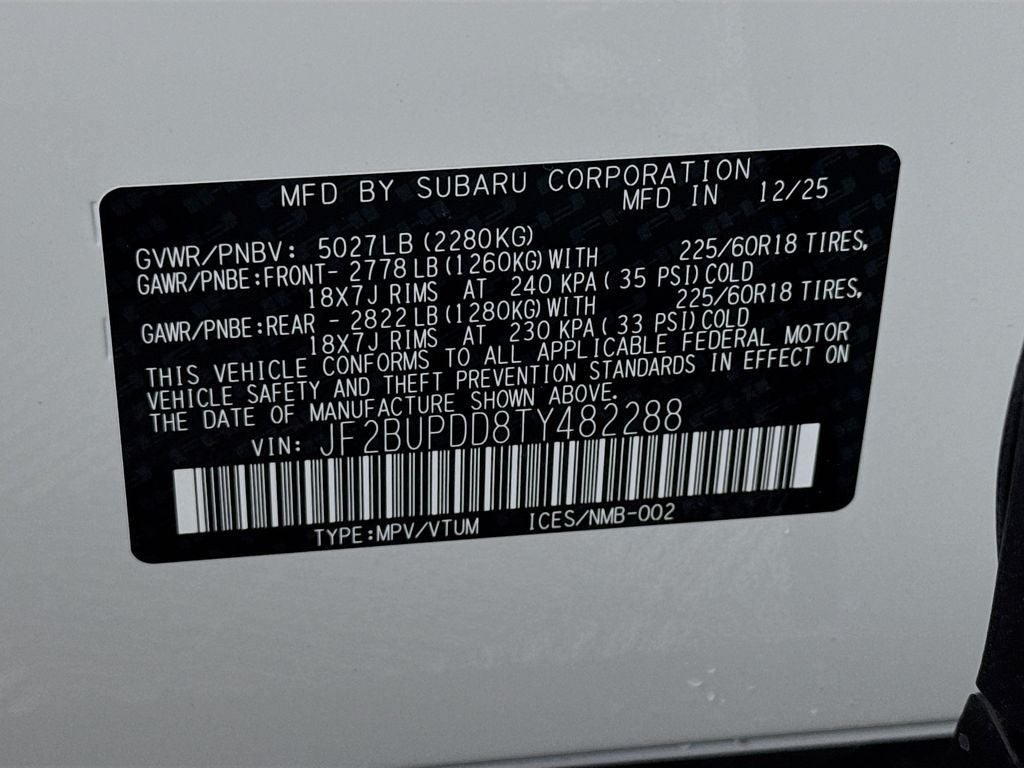 MFD BY SUBARU CORPORATION
MFD IN 12/25
GVWR/PNBV: 5027LB (2280KG)
GAWR/PNBE:FRONT- 2778 LB (1260KG) WITH 225/60R18 TIRES,
18X7J RIMS AT 240 KPA ( 35 PSI) COLD
GAWR/PNBE:REAR - 2822 LB (1280KG) WITH 225/60R18 TIRES,
18X7J RIMS AT 230 KPA ( 33 PSI) COLD
THIS VEHICLE CONFORMS TO ALL APPLICABLE FEDERAL MOTOR
VEHICLE SAFETY AND THEFT PREVENTION STANDARDS IN EFFECT ON
THE DATE OF MANUFACTURE SHOWN ABOVE.
VIN: JF2BUPDD8TY482288
TYPE:MPV/VTUM ICES/NMB-002